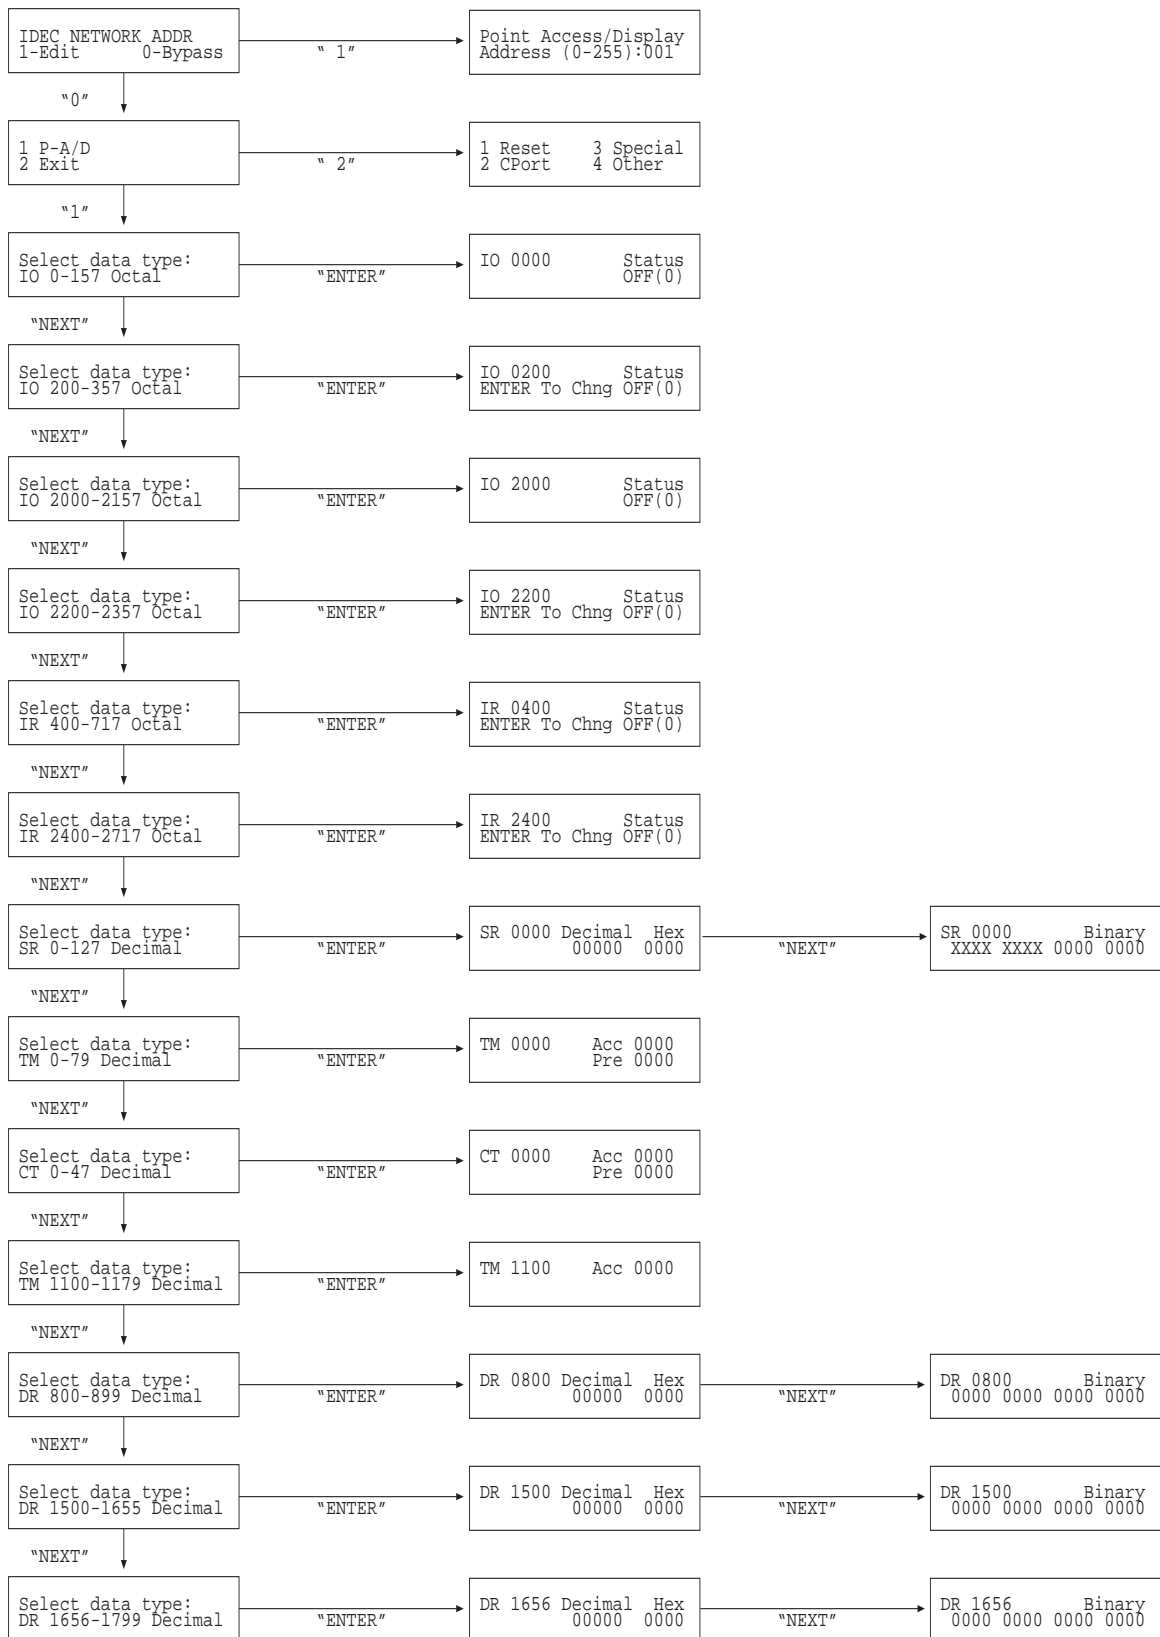 IDEC NETWORK ADDR
1-Edit 0-Bypass
" 1"
Point Access/Display
Address (0-255):001
"0"
1 P-A/D
2 Exit
" 2"
1 Reset 3 Special
2 CPort 4 Other
"1"
Select data type:
IO 0-157 Octal
"ENTER"
IO 0000 Status
OFF(0)
"NEXT"
Select data type:
IO 200-357 Octal
"ENTER"
IO 0200 Status
ENTER To Chng OFF(0)
"NEXT"
Select data type:
IO 2000-2157 Octal
"ENTER"
IO 2000 Status
OFF(0)
"NEXT"
Select data type:
IO 2200-2357 Octal
"ENTER"
IO 2200 Status
ENTER To Chng OFF(0)
"NEXT"
Select data type:
IR 400-717 Octal
"ENTER"
IR 0400 Status
ENTER To Chng OFF(0)
"NEXT"
Select data type:
IR 2400-2717 Octal
"ENTER"
IR 2400 Status
ENTER To Chng OFF(0)
"NEXT"
Select data type:
SR 0-127 Decimal
"ENTER"
SR 0000 Decimal Hex
00000 0000
"NEXT"
SR 0000 Binary
XXXX XXXX 0000 0000
"NEXT"
Select data type:
TM 0-79 Decimal
"ENTER"
TM 0000 Acc 0000
Pre 0000
"NEXT"
Select data type:
CT 0-47 Decimal
"ENTER"
CT 0000 Acc 0000
Pre 0000
"NEXT"
Select data type:
TM 1100-1179 Decimal
"ENTER"
TM 1100 Acc 0000
"NEXT"
Select data type:
DR 800-899 Decimal
"ENTER"
DR 0800 Decimal Hex
00000 0000
"NEXT"
DR 0800 Binary
0000 0000 0000 0000
"NEXT"
Select data type:
DR 1500-1655 Decimal
"ENTER"
DR 1500 Decimal Hex
00000 0000
"NEXT"
DR 1500 Binary
0000 0000 0000 0000
"NEXT"
Select data type:
DR 1656-1799 Decimal
"ENTER"
DR 1656 Decimal Hex
00000 0000
"NEXT"
DR 1656 Binary
0000 0000 0000 0000